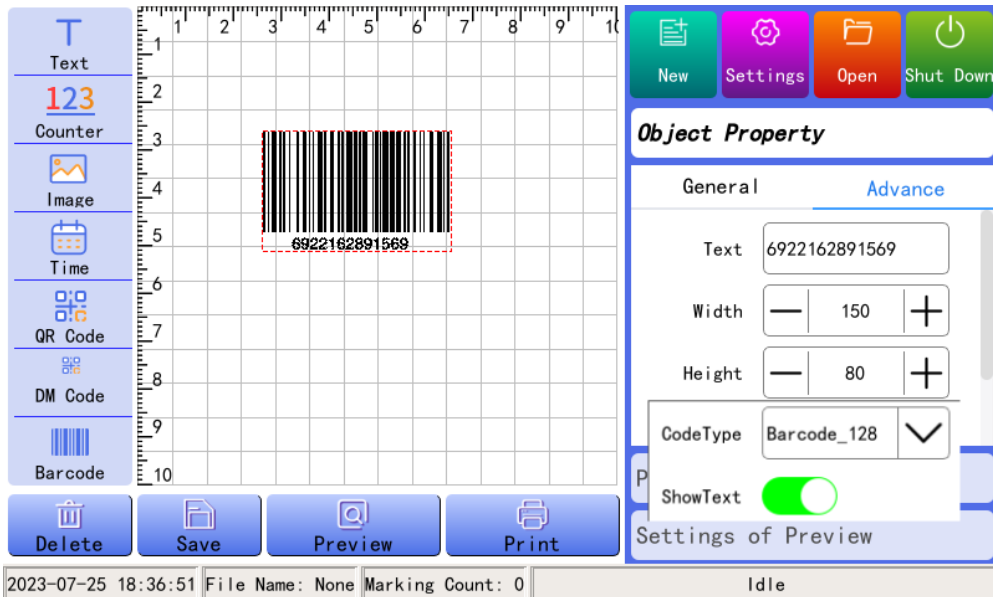 Text
123
Counter
Image
Time
QR Code
DM Code
Barcode
1 2 3 4 5 6 7 8 9 10
1
2
3
4
5
6
7
8
9
10
6922162891569
Delete
Save
Preview
Print
New
Settings
Open
Shut Down
Object Property
General
Advance
Text 6922162891569
Width 150
Height 80
CodeType Barcode_128
ShowText
P
Settings of Preview
2023-07-25 18:36:51 File Name: None Marking Count: 0 Idle